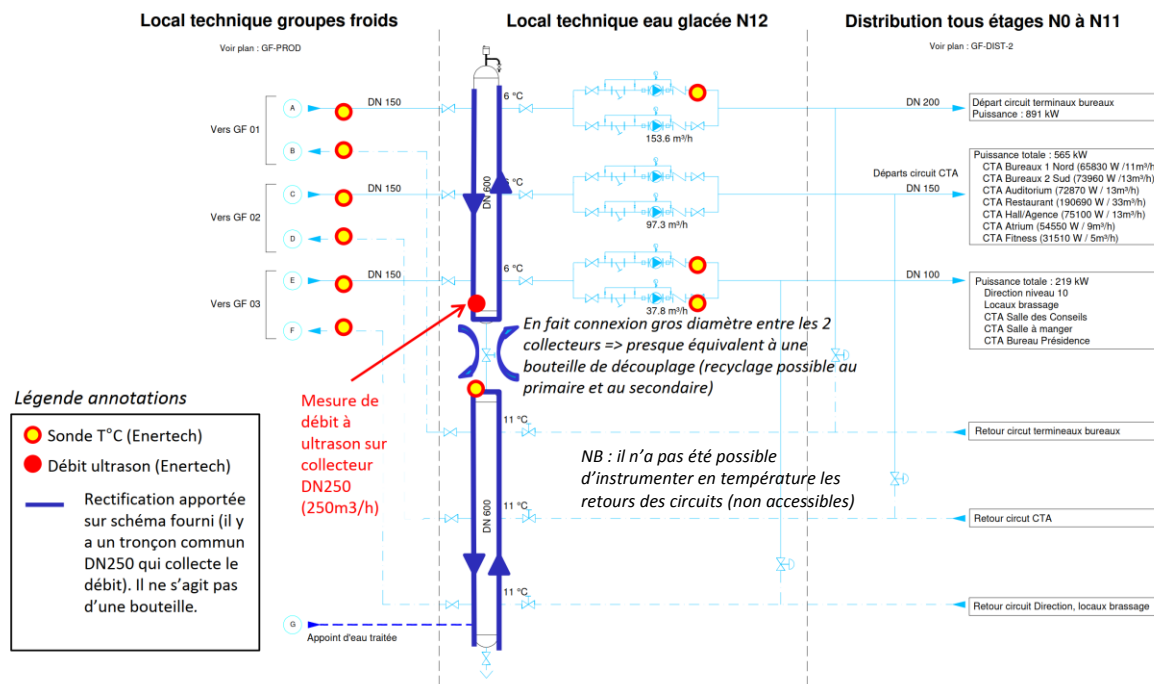 Local technique groupes froids
Local technique eau glacée N12
Distribution tous étages N0 à N11
Voir plan : GF-PROD
Voir plan : GF-DIST-2
Vers GF 01
A
DN 150
6 °C
B
153.6 m³/h
DN 200
Départ circuit terminaux bureaux
Puissance : 891 kW
Vers GF 02
C
DN 150
DN 600
°C
D
97.3 m³/h
Départs circuit CTA
DN 150
Puissance totale : 565 kW
CTA Bureaux 1 Nord (65830 W /11m³/h)
CTA Bureaux 2 Sud (73960 W / 13m³/h)
CTA Auditorium (72870 W / 13m³/h)
CTA Restaurant (190690 W / 33m³/h)
CTA Hall/Agence (75100 W / 13m³/h)
CTA Atrium (54550 W / 9m³/h)
CTA Fitness (31510 W / 5m³/h)
Vers GF 03
E
DN 150
6 °C
F
37.8 m³/h
DN 100
Puissance totale : 219 kW
Direction niveau 10
Locaux brassage
CTA Salle des Conseils
CTA Salle à manger
CTA Bureau Présidence
En fait connexion gros diamètre entre les 2
collecteurs => presque équivalent à une
bouteille de découplage (recyclage possible au
primaire et au secondaire)
Mesure de
débit à
ultrason sur
collecteur
DN250
(250m3/h)
Légende annotations
Sonde T°C (Enertech)
Débit ultrason (Enertech)
Rectification apportée
sur schéma fourni (il y
a un tronçon commun
DN250 qui collecte le
débit). Il ne s'agit pas
d'une bouteille.
11 °C
Retour circut termineaux bureaux
NB : il n'a pas été possible
d'instrumenter en température les
retours des circuits (non accessibles)
DN 600
11 °C
Retour circut CTA
11 °C
Retour circuit Direction, locaux brassage
G
Appoint d'eau traitée